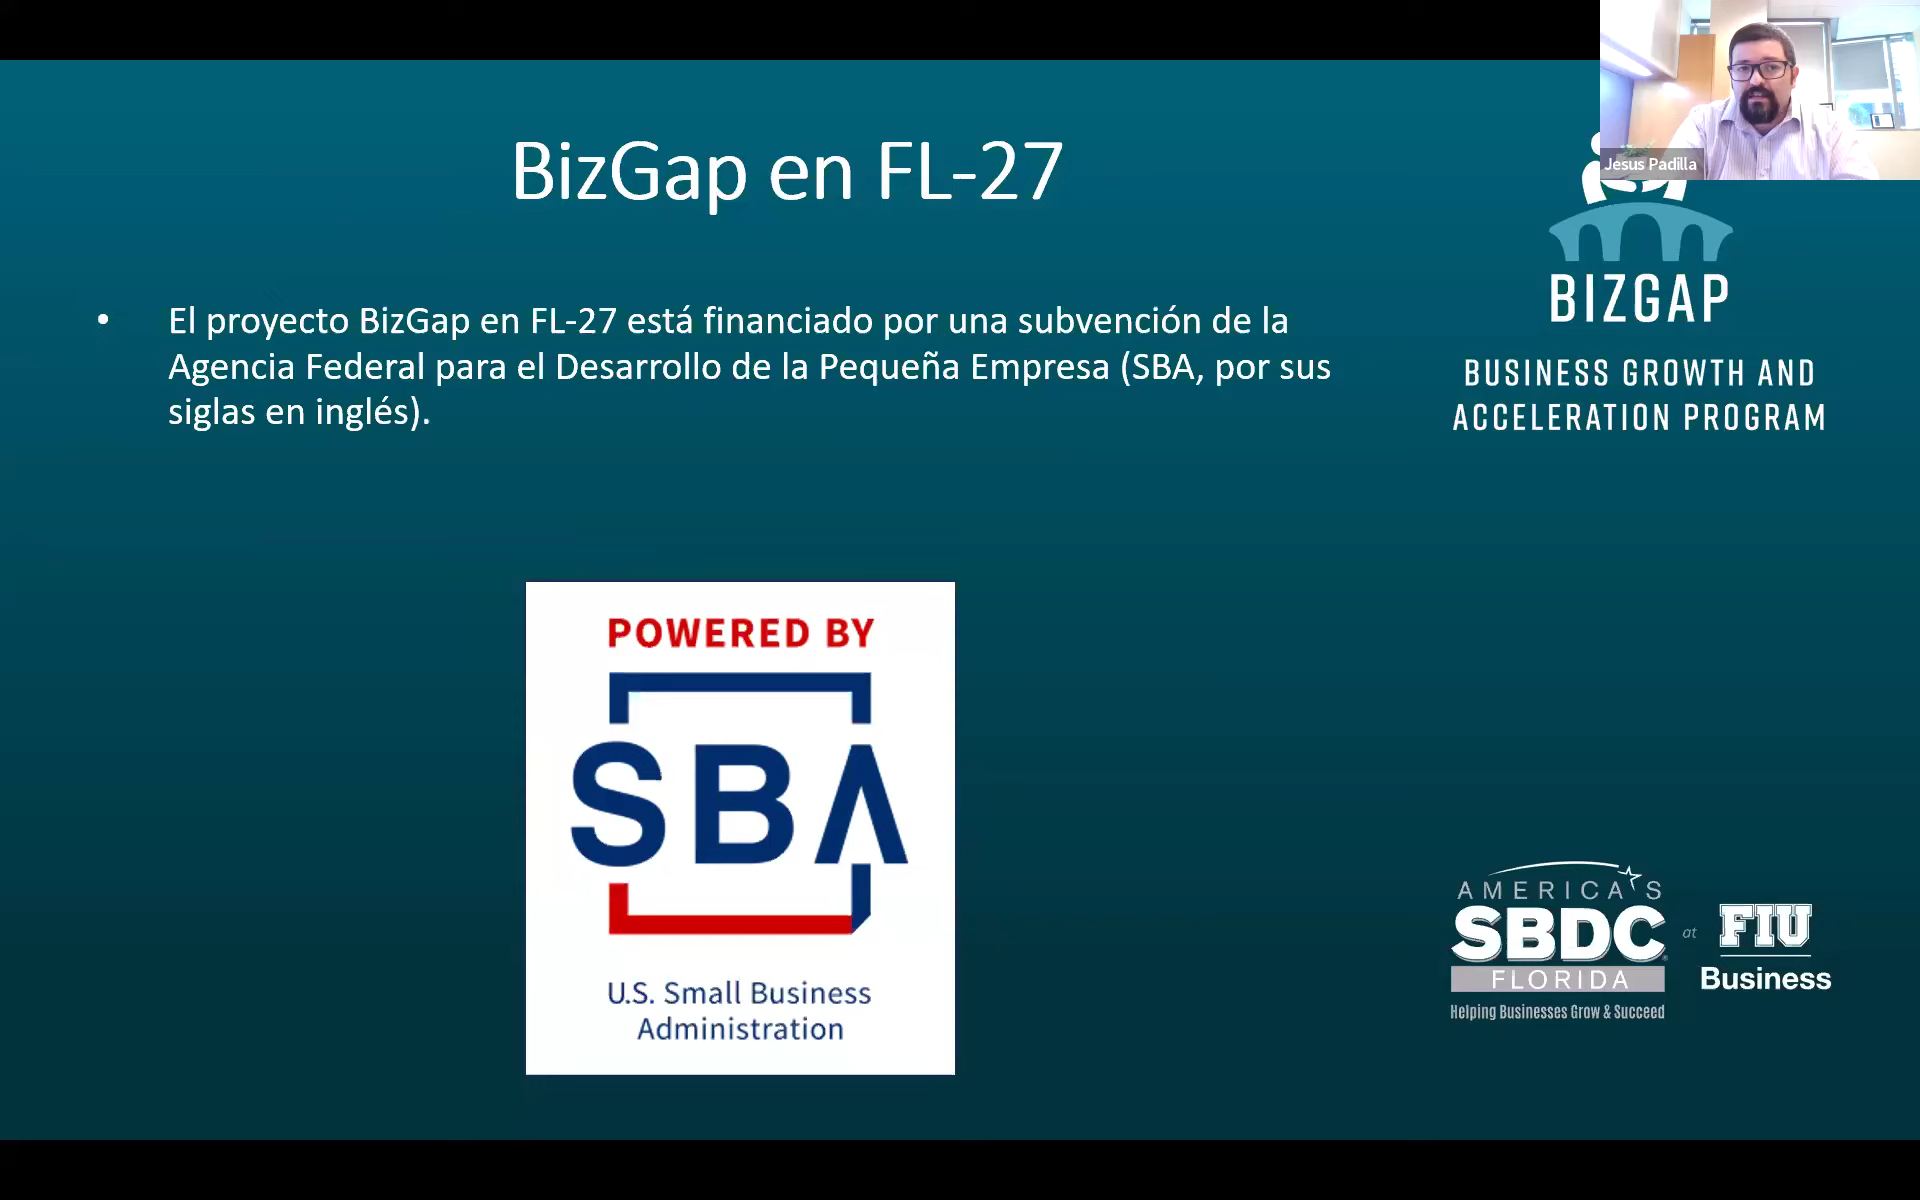 BizGap en FL-27
• El proyecto BizGap en FL-27 está financiado por una subvención de la
Agencia Federal para el Desarrollo de la Pequeña Empresa (SBA, por sus
siglas en inglés).
Jesus Padilla
BIZGAP
BUSINESS GROWTH AND
ACCELERATION PROGRAM
POWERED BY
SBA
U.S. Small Business
Administration
AMERICA'S
SBDC
FLORIDA
Helping Businesses Grow & Succeed
at
FIU
Business